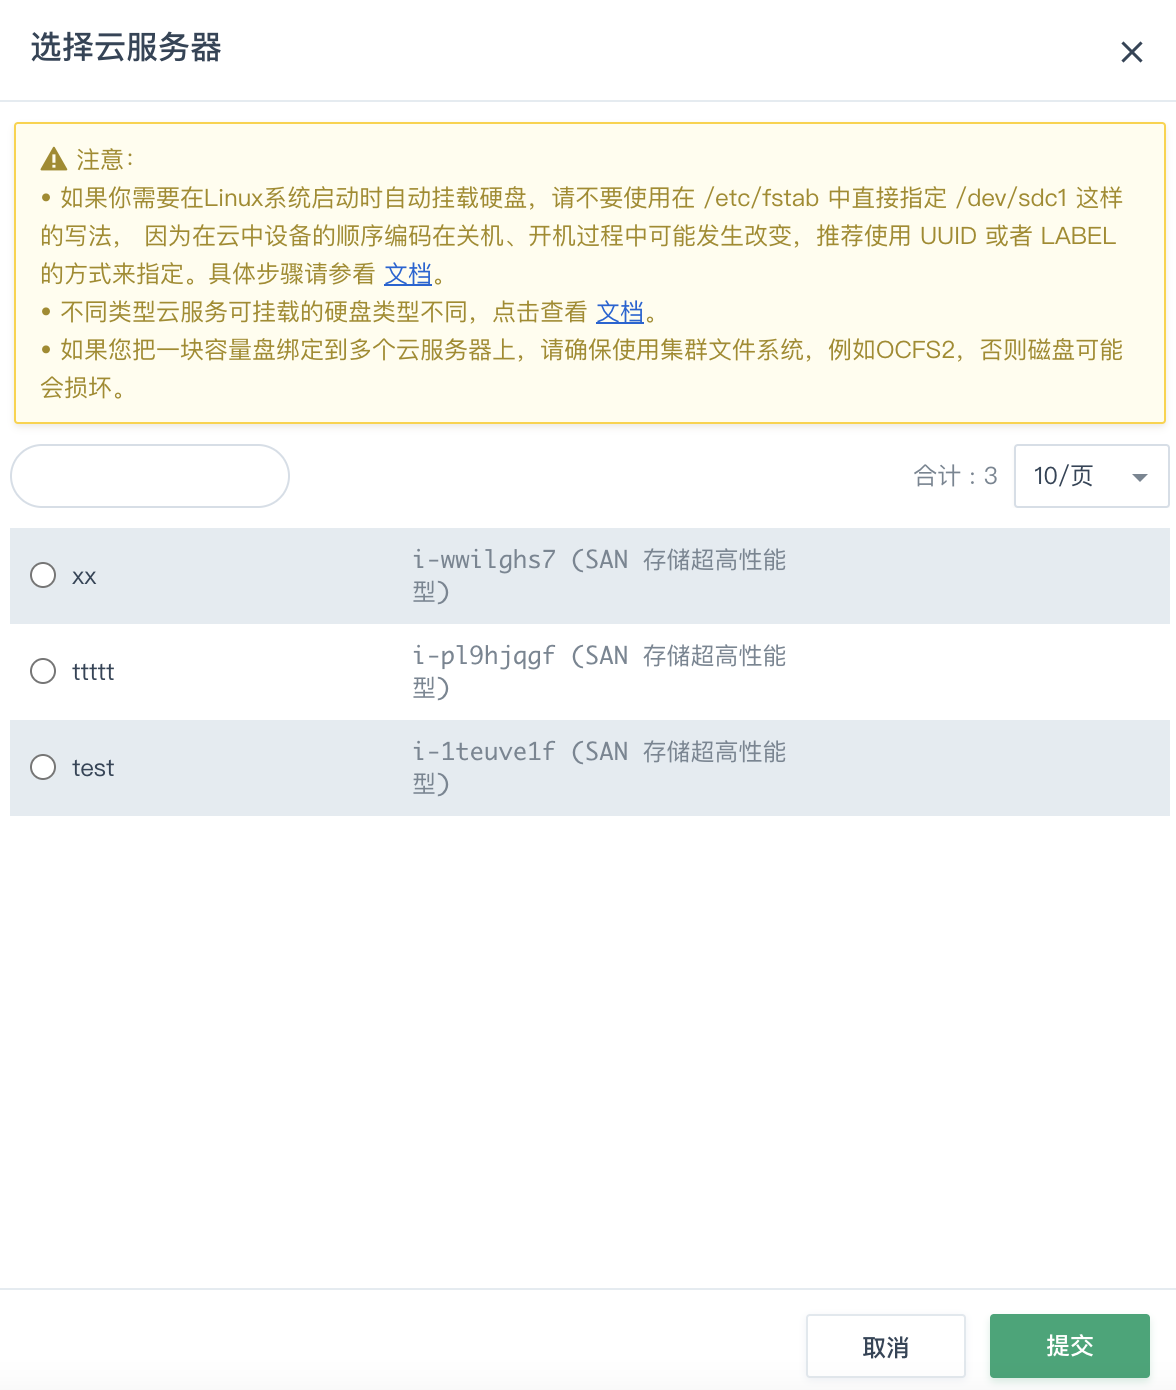 选择云服务器
注意：
• 如果你需要在Linux系统启动时自动挂载硬盘，请不要使用在 /etc/fstab 中直接指定 /dev/sdc1 这样
的写法， 因为在云中设备的顺序编码在关机、开机过程中可能发生改变，推荐使用 UUID 或者 LABEL
的方式来指定。具体步骤请参看 文档。
• 不同类型云服务可挂载的硬盘类型不同，点击查看 文档。
• 如果您把一块容量盘绑定到多个云服务器上，请确保使用集群文件系统，例如OCFS2，否则磁盘可能
会损坏。
合计：3 10/页
xx i-wwilghs7 (SAN 存储超高性能
型)
ttttt i-pl9hjqgf (SAN 存储超高性能
型)
test i-1teuve1f (SAN 存储超高性能
型)
取消 提交